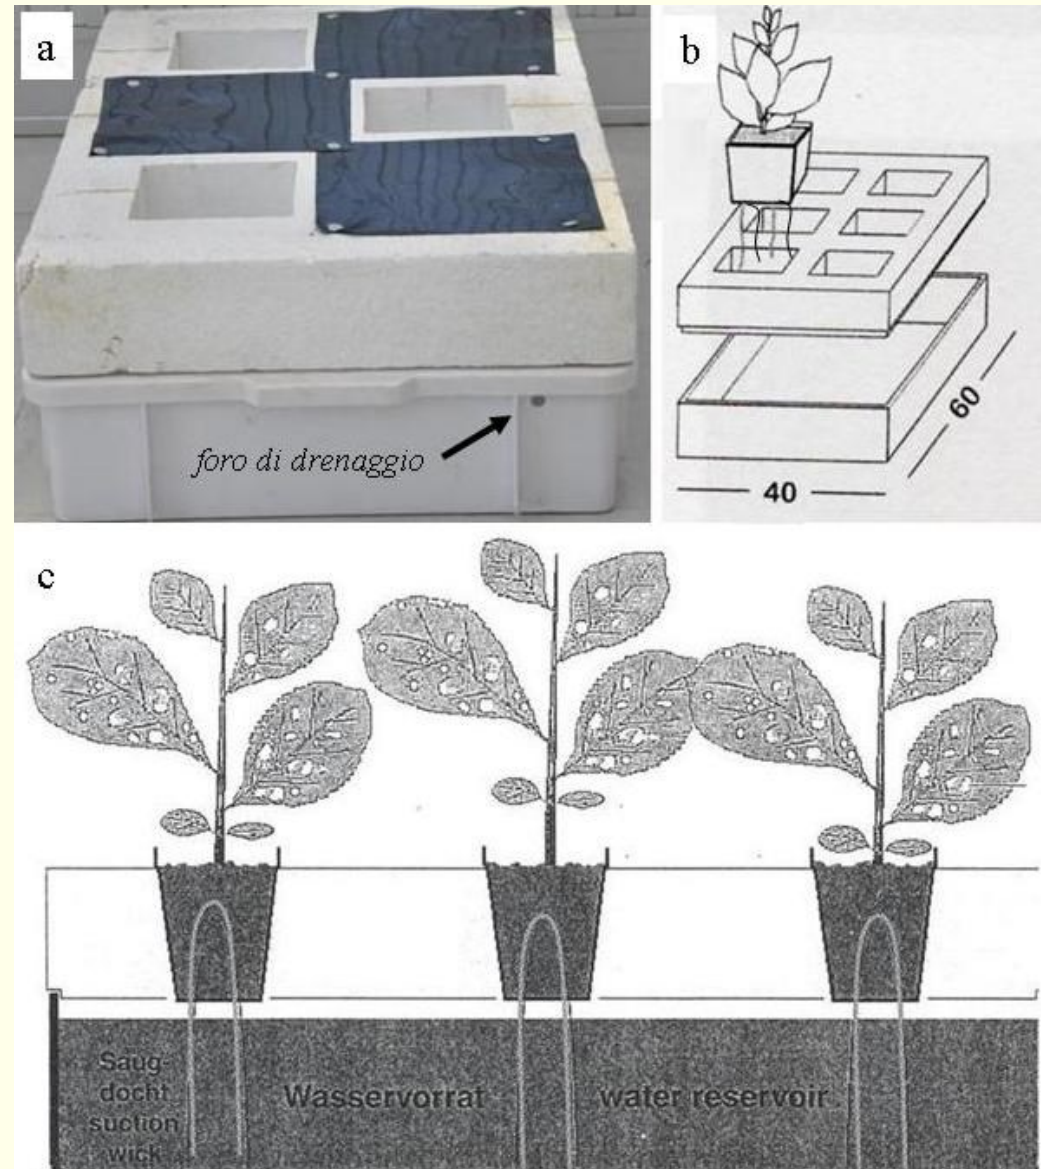 a
b
foro di drenaggio
60
40
c
Saug-
docht
suction
wick
Wasservorrat
water reservoir